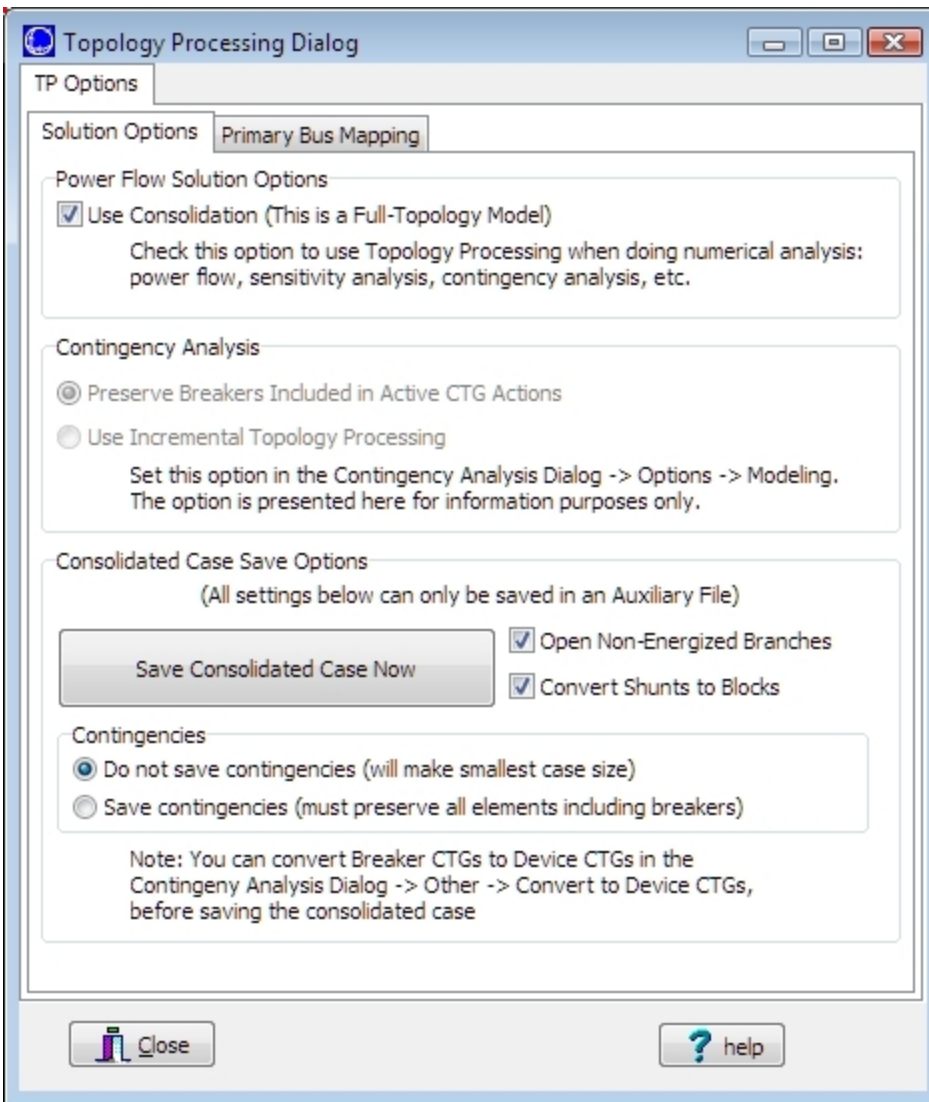 Topology Processing Dialog
TP Options
Solution Options
Primary Bus Mapping
Power Flow Solution Options
Use Consolidation (This is a Full-Topology Model)
Check this option to use Topology Processing when doing numerical analysis:
power flow, sensitivity analysis, contingency analysis, etc.
Contingency Analysis
Preserve Breakers Included in Active CTG Actions
Use Incremental Topology Processing
Set this option in the Contingency Analysis Dialog -> Options -> Modeling.
The option is presented here for information purposes only.
Consolidated Case Save Options
(All settings below can only be saved in an Auxiliary File)
Save Consolidated Case Now
Open Non-Energized Branches
Convert Shunts to Blocks
Contingencies
Do not save contingencies (will make smallest case size)
Save contingencies (must preserve all elements including breakers)
Note: You can convert Breaker CTGs to Device CTGs in the
Contingeny Analysis Dialog -> Other -> Convert to Device CTGs,
before saving the consolidated case
Close
? help